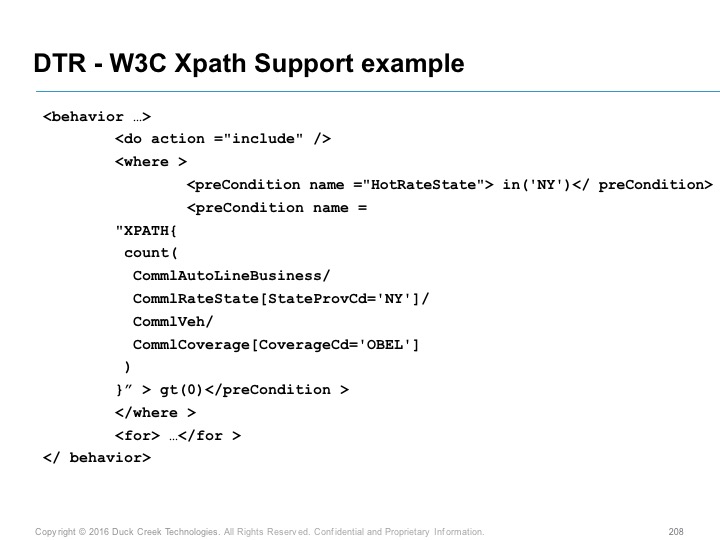 DTR - W3C Xpath Support example
<behavior …>
<do action ="include" />
<where >
<preCondition name ="HotRateState"> in('NY')</ preCondition>
<preCondition name =
"XPATH{
count(
CommlAutoLineBusiness/
CommlRateState[StateProvCd='NY']/
CommlVeh/
CommlCoverage[CoverageCd='OBEL']
)
}” > gt(0)</preCondition >
</where >
<for> …</for >
</ behavior>
Copyright © 2016 Duck Creek Technologies. All Rights Reserved. Confidential and Proprietary Information.
208